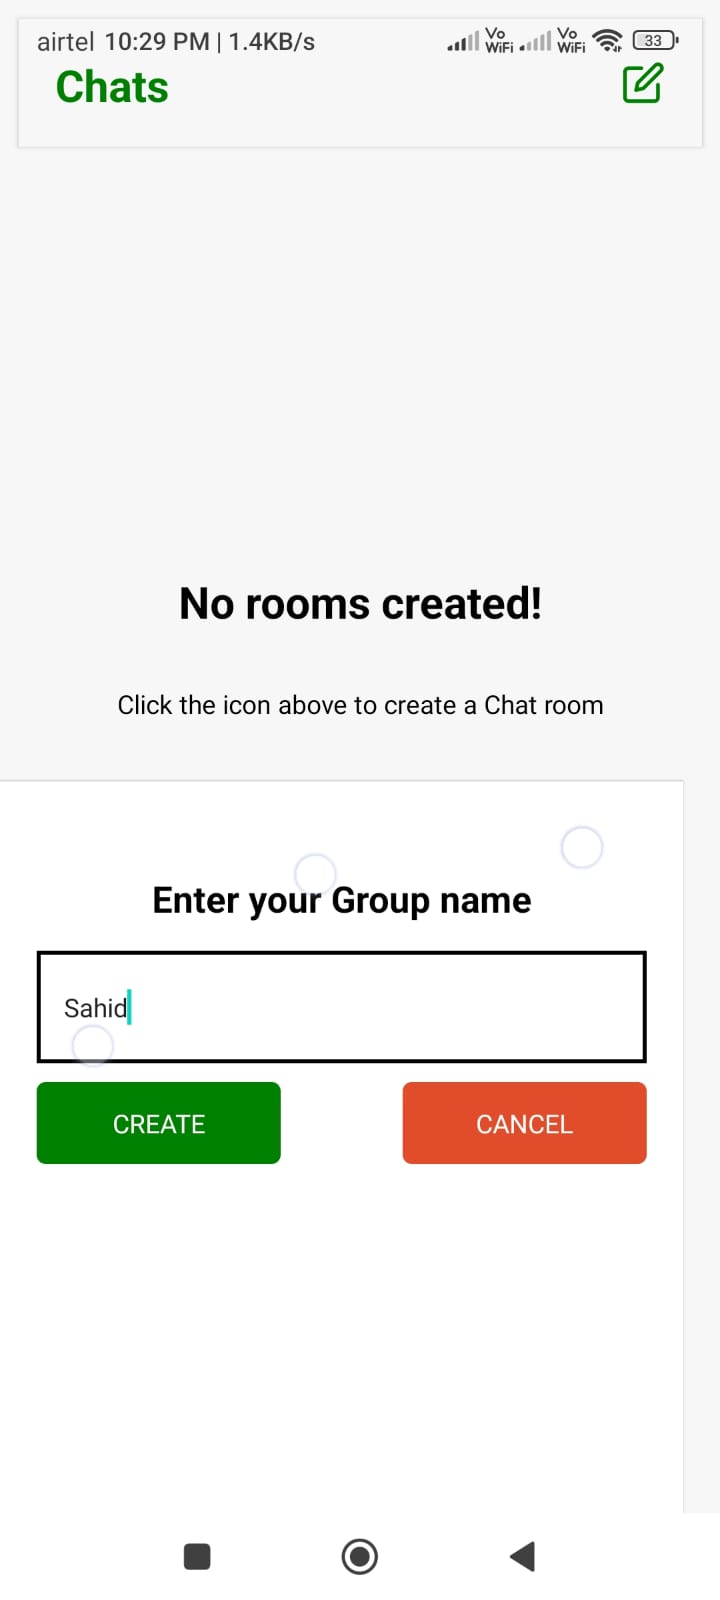 airtel 10:29 PM | 1.4KB/s Vo WiFi Vo WiFi 33
Chats
No rooms created!
Click the icon above to create a Chat room
Enter your Group name
Sahid
CREATE CANCEL